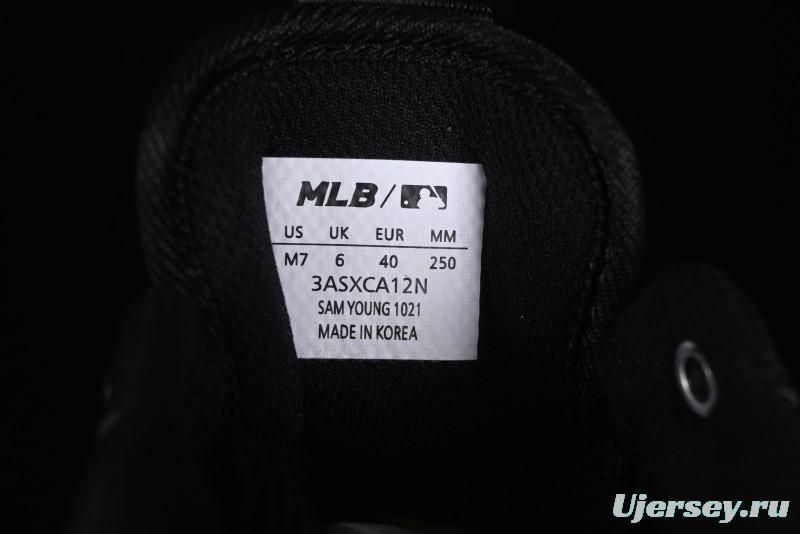 MLB /
US UK EUR MM
M7 6 40 250
3ASXCA12N
SAM YOUNG 1021
MADE IN KOREA
Ujersey.ru